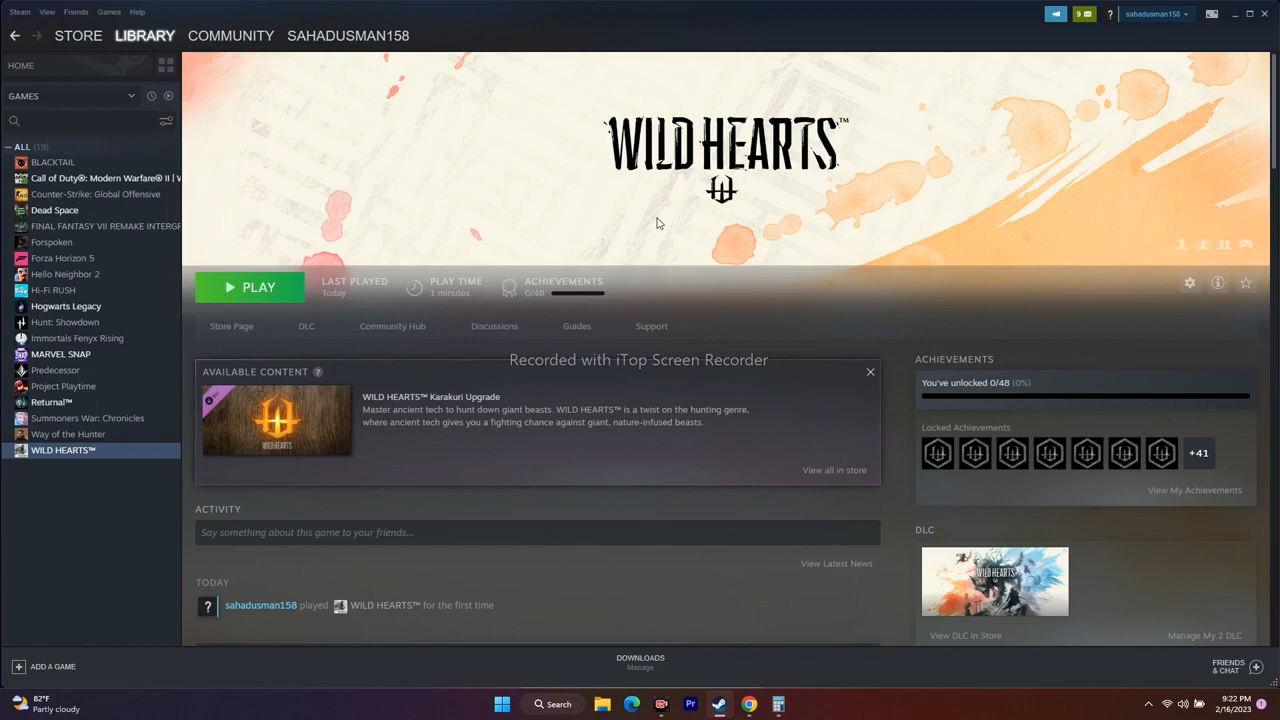 Steam View Friends Games Help
9 ? sahadusman158
STORE LIBRARY COMMUNITY SAHADUSMAN158
HOME
GAMES
ALL (19)
BLACKTAIL
Call of Duty®: Modern Warfare® II | W
Counter-Strike: Global Offensive
Dead Space
FINAL FANTASY VII REMAKE INTERGR
Forspoken
Forza Horizon 5
Hello Neighbor 2
Hi-Fi RUSH
Hogwarts Legacy
Hunt: Showdown
Immortals Fenyx Rising
MARVEL SNAP
Predecessor
Project Playtime
Returnal™
Summoners War: Chronicles
Way of the Hunter
WILD HEARTS™
WILD HEARTS™
PLAY
LAST PLAYED
Today
PLAY TIME
1 minutes
ACHIEVEMENTS
0/48
Store Page DLC Community Hub Discussions Guides Support
Recorded with iTop Screen Recorder
AVAILABLE CONTENT ?
WILD HEARTS
WILD HEARTS™ Karakuri Upgrade
Master ancient tech to hunt down giant beasts. WILD HEARTS™ is a twist on the hunting genre,
where ancient tech gives you a fighting chance against giant, nature-infused beasts.
View all in store
ACTIVITY
Say something about this game to your friends...
View Latest News
TODAY
? sahadusman158 played WILD HEARTS™ for the first time
ACHIEVEMENTS
You've unlocked 0/48 (0%)
Locked Achievements
+41
View My Achievements
DLC
WILD HEARTS
View DLC in Store Manage My 2 DLC
ADD A GAME
DOWNLOADS
Manage
FRIENDS
& CHAT
82°F
Partly cloudy
Search
Pr
9:22 PM
2/16/2023
1